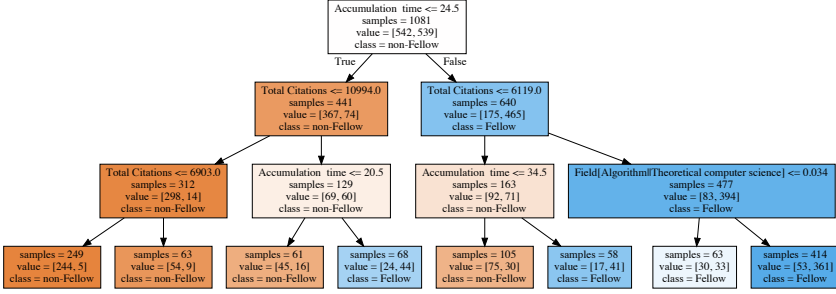 Accumulation time <= 24.5
samples = 1081
value = [542, 539]
class = non-Fellow
True
False
Total Citations <= 10994.0
samples = 441
value = [367, 74]
class = non-Fellow
Total Citations <= 6119.0
samples = 640
value = [175, 465]
class = Fellow
Total Citations <= 6903.0
samples = 312
value = [298, 14]
class = non-Fellow
Accumulation time <= 20.5
samples = 129
value = [69, 60]
class = non-Fellow
Accumulation time <= 34.5
samples = 163
value = [92, 71]
class = non-Fellow
Field[Algorithm||Theoretical computer science] <= 0.034
samples = 477
value = [83, 394]
class = Fellow
samples = 249
value = [244, 5]
class = non-Fellow
samples = 63
value = [54, 9]
class = non-Fellow
samples = 61
value = [45, 16]
class = non-Fellow
samples = 68
value = [24, 44]
class = Fellow
samples = 105
value = [75, 30]
class = non-Fellow
samples = 58
value = [17, 41]
class = Fellow
samples = 63
value = [30, 33]
class = Fellow
samples = 414
value = [53, 361]
class = Fellow